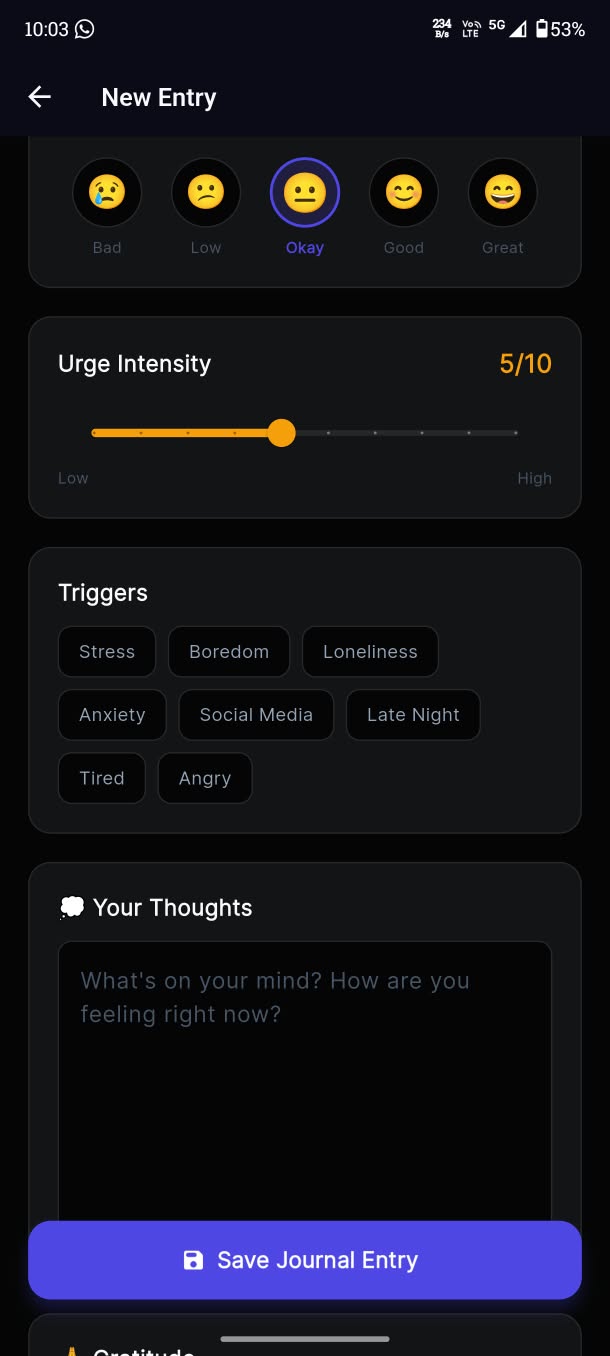 10:03
234 B/s Vo LTE 5G 53%
New Entry
Bad Low Okay Good Great
Urge Intensity 5/10
Low High
Triggers
Stress Boredom Loneliness
Anxiety Social Media Late Night
Tired Angry
💭 Your Thoughts
What's on your mind? How are you
feeling right now?
Save Journal Entry
Gratitude